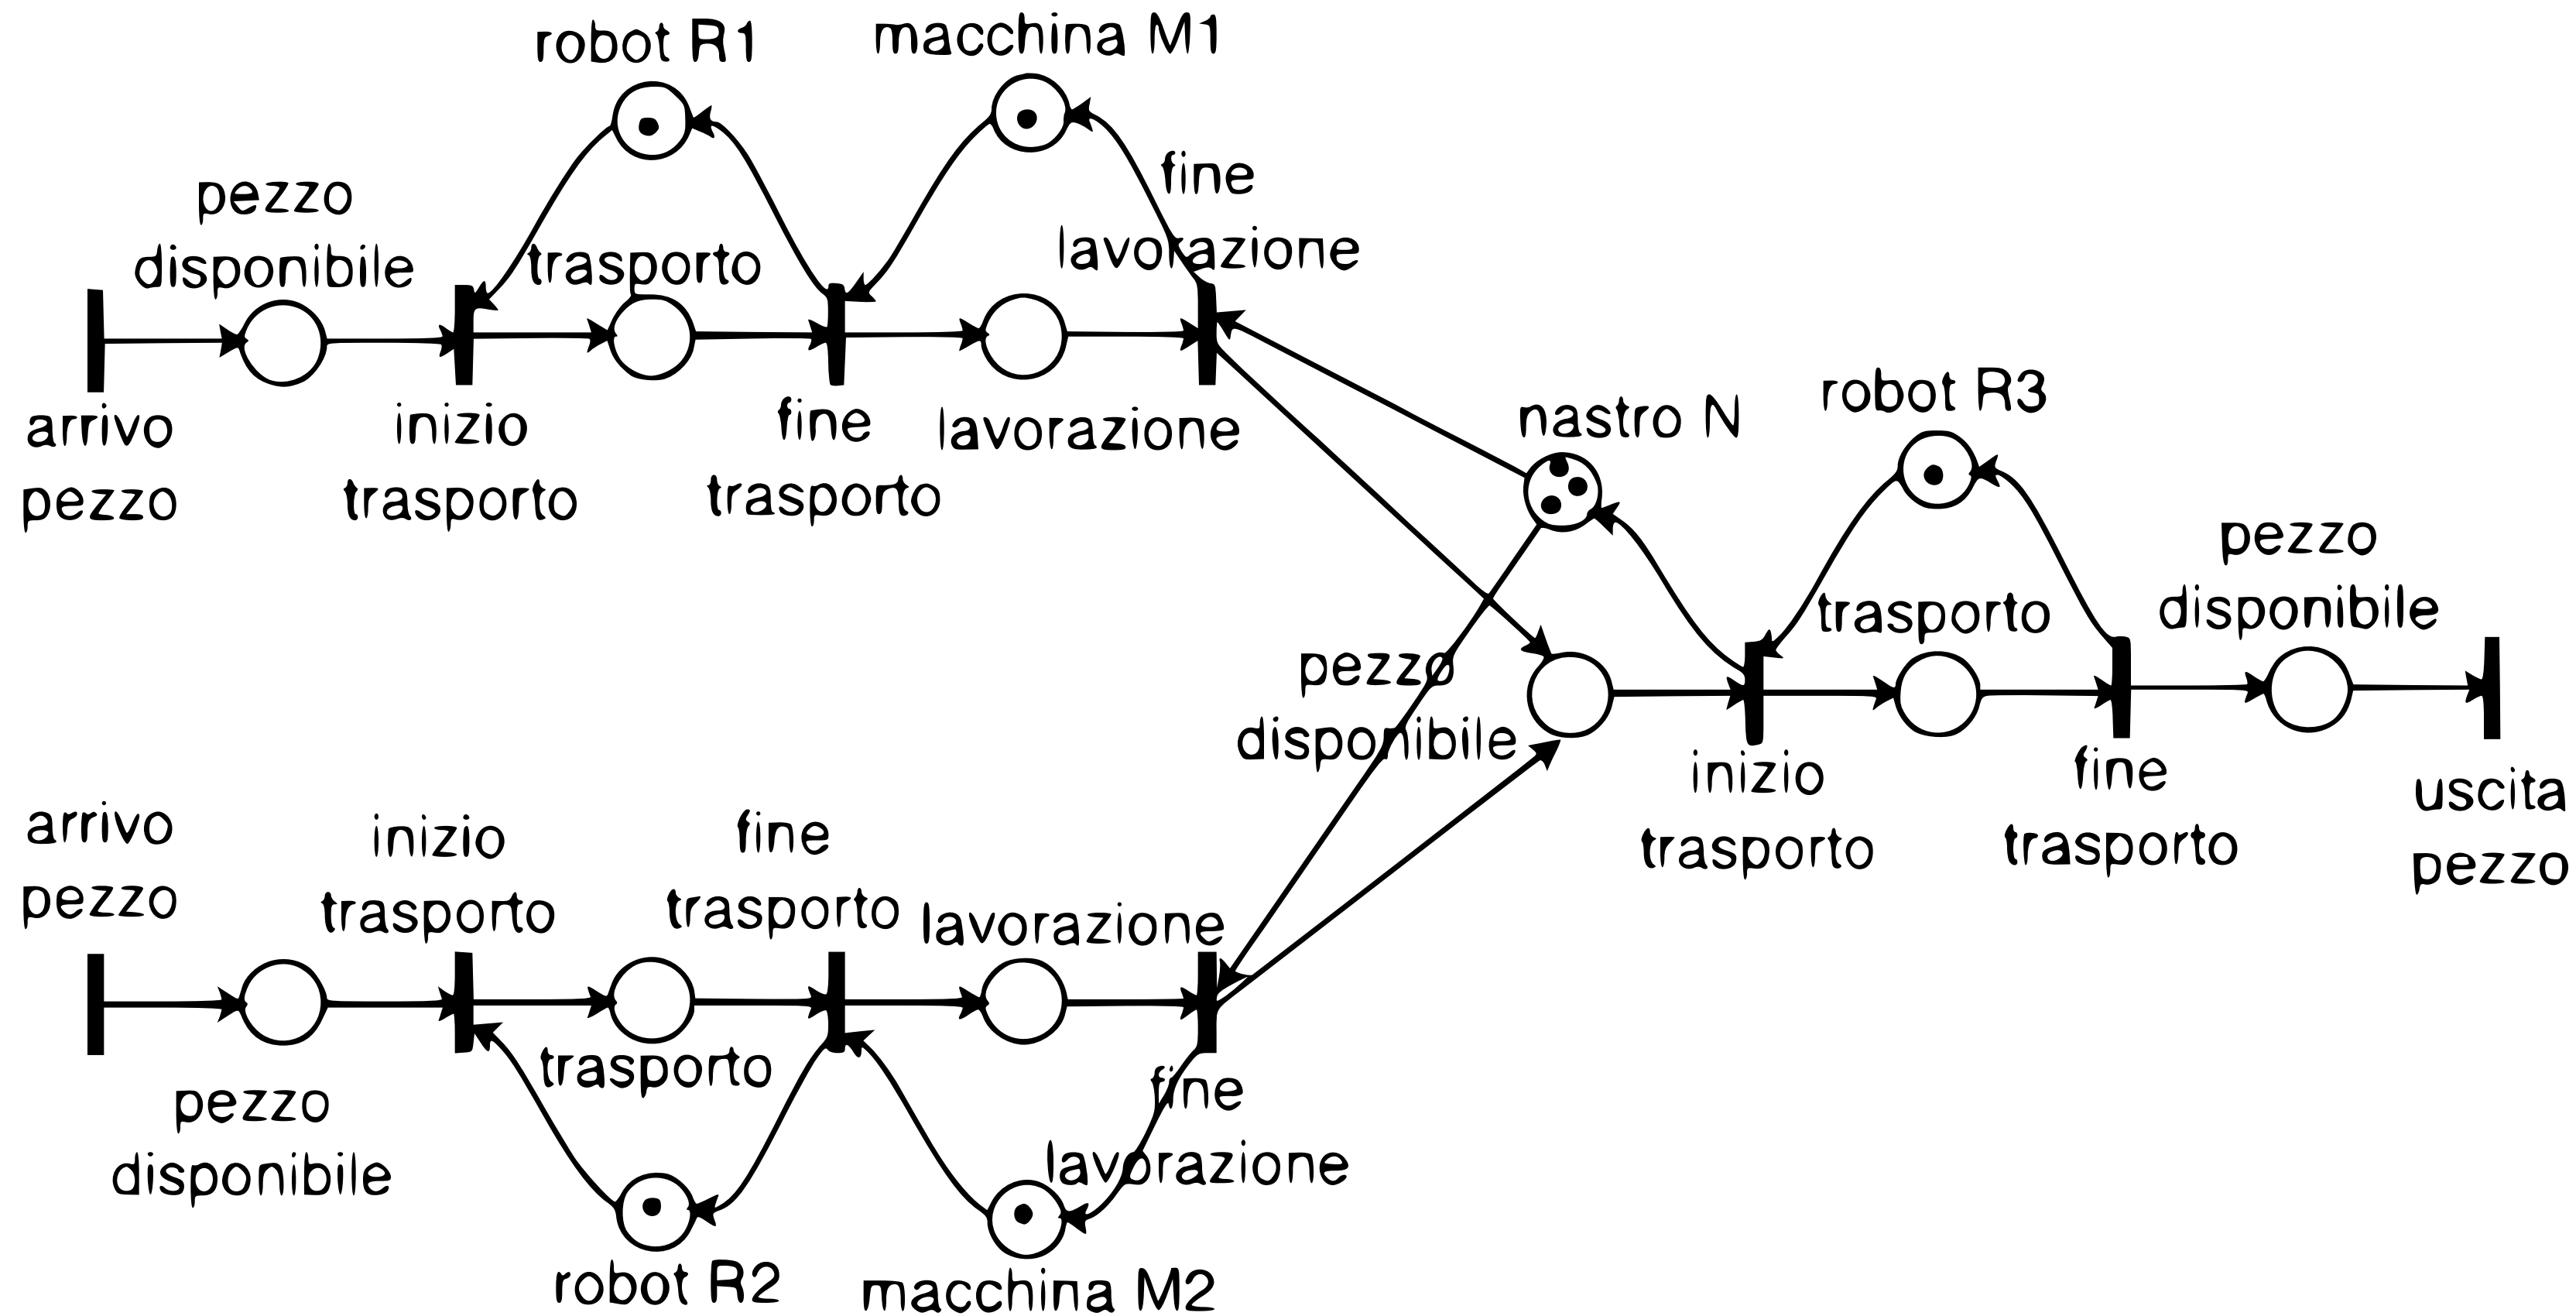 robot R1
macchina M1
fine
lavorazione
pezzo
disponibile
trasporto
arrivo
pezzo
inizio
trasporto
fine
trasporto
lavorazione
nastro N
robot R3
pezzo
disponibile
trasporto
pezzo
disponibile
inizio
trasporto
fine
trasporto
uscita
pezzo
arrivo
pezzo
inizio
trasporto
fine
trasporto
lavorazione
trasporto
pezzo
disponibile
fine
lavorazione
robot R2
macchina M2